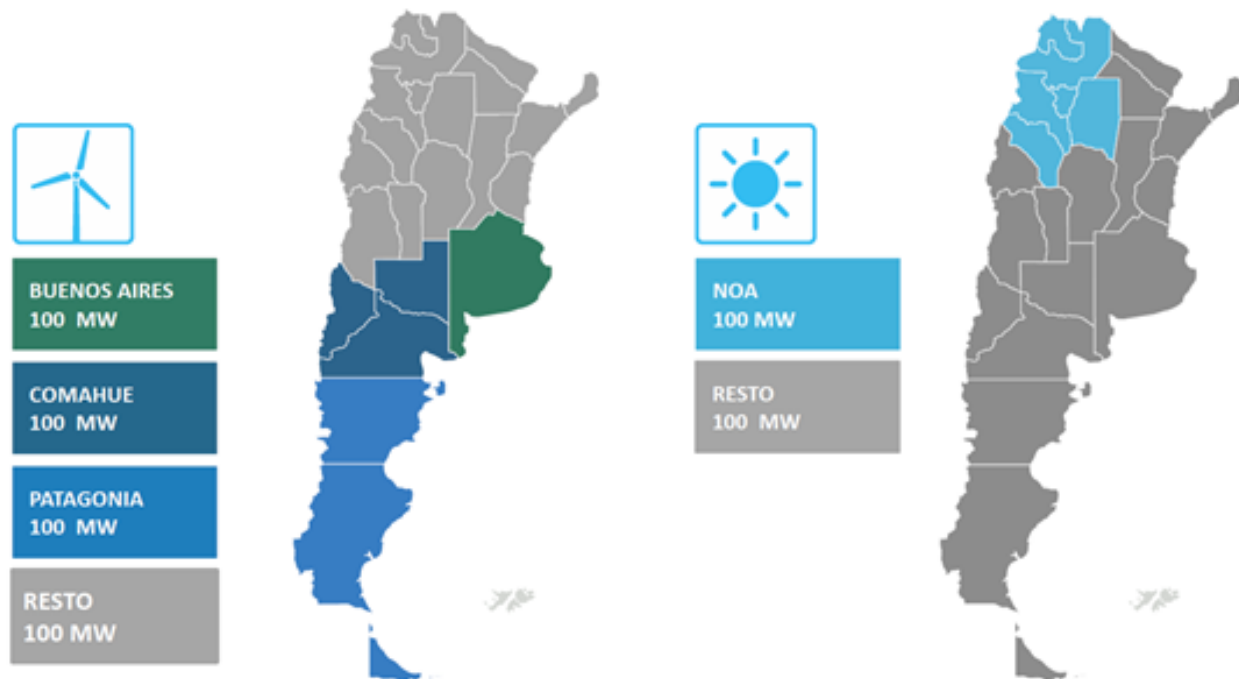 BUENOS AIRES
100 MW
COMAHUE
100 MW
PATAGONIA
100 MW
RESTO
100 MW
NOA
100 MW
RESTO
100 MW